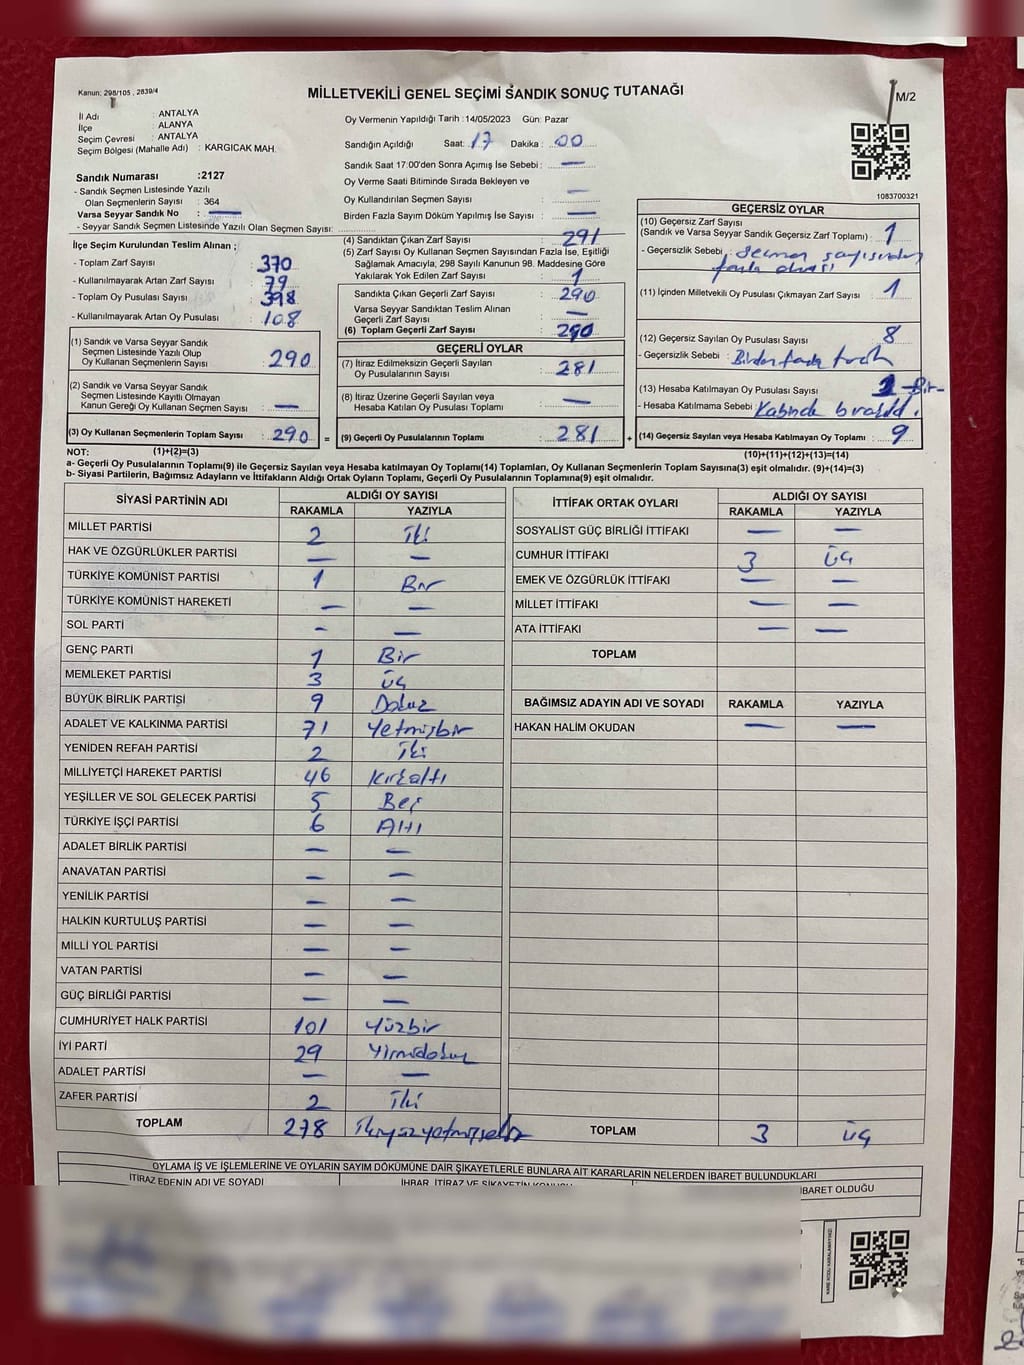 Kanun: 298/105 , 2839/4
MİLLETVEKİLİ GENEL SEÇİMİ SANDIK SONUÇ TUTANAĞI
M/2
İl Adı : ANTALYA
İlçe : ALANYA
Seçim Çevresi : ANTALYA
Seçim Bölgesi (Mahalle Adı) : KARGICAK MAH.
Sandık Numarası :2127
- Sandık Seçmen Listesinde Yazılı
Olan Seçmenlerin Sayısı : 364
Varsa Seyyar Sandık No : —
- Seyyar Sandık Seçmen Listesinde Yazılı Olan Seçmen Sayısı:
Oy Vermenin Yapıldığı Tarih :14/05/2023 Gün: Pazar
Sandığın Açıldığı Saat: 17 Dakika : 00
Sandık Saat 17:00'den Sonra Açımış İse Sebebi : —
Oy Verme Saati Bitiminde Sırada Bekleyen ve
Oy Kullandırılan Seçmen Sayısı : —
Birden Fazla Sayım Döküm Yapılmış İse Sayısı : —
1083700321
İlçe Seçim Kurulundan Teslim Alınan ;
- Toplam Zarf Sayısı : 370
- Kullanılmayarak Artan Zarf Sayısı : 79
- Toplam Oy Pusulası Sayısı : 398
- Kullanılmayarak Artan Oy Pusulası : 108
(1) Sandık ve Varsa Seyyar Sandık
Seçmen Listesinde Yazılı Olup
Oy Kullanan Seçmenlerin Sayısı : 290
(2) Sandık ve Varsa Seyyar Sandık
Seçmen Listesinde Kayıtlı Olmayan
Kanun Gereği Oy Kullanan Seçmen Sayısı : —
(3) Oy Kullanan Seçmenlerin Toplam Sayısı : 290 =
(4) Sandıktan Çıkan Zarf Sayısı : 291
(5) Zarf Sayısı Oy Kullanan Seçmen Sayısından Fazla İse, Eşitliği
Sağlamak Amacıyla, 298 Sayılı Kanunun 98. Maddesine Göre
Yakılarak Yok Edilen Zarf Sayısı : 1
Sandıkta Çıkan Geçerli Zarf Sayısı : 290
Varsa Seyyar Sandıktan Teslim Alınan
Geçerli Zarf Sayısı : —
(6) Toplam Geçerli Zarf Sayısı : 290
GEÇERLİ OYLAR
(7) İtiraz Edilmeksizin Geçerli Sayılan
Oy Pusulalarının Sayısı : 281
(8) İtiraz Üzerine Geçerli Sayılan veya
Hesaba Katılan Oy Pusulası Toplamı : —
(9) Geçerli Oy Pusulalarının Toplamı : 281 +
GEÇERSİZ OYLAR
(10) Geçersiz Zarf Sayısı
(Sandık ve Varsa Seyyar Sandık Geçersiz Zarf Toplamı) : 1
- Geçersizlik Sebebi : Seçmen sayısından
fazla olması
(11) İçinden Milletvekili Oy Pusulası Çıkmayan Zarf Sayısı : 1
(12) Geçersiz Sayılan Oy Pusulası Sayısı : 8
- Geçersizlik Sebebi : Birden fazla
(13) Hesaba Katılmayan Oy Pusulası Sayısı : 1 -Bir-
- Hesaba Katılmama Sebebi : Kabinde
(14) Geçersiz Sayılan veya Hesaba Katılmayan Oy Toplamı : 9
NOT: (1)+(2)=(3) (10)+(11)+(12)+(13)=(14)
a- Geçerli Oy Pusulalarının Toplamı(9) ile Geçersiz Sayılan veya Hesaba katılmayan Oy Toplamı(14) Toplamları, Oy Kullanan Seçmenlerin Toplam Sayısına(3) eşit olmalıdır. (9)+(14)=(3)
b- Siyasi Partilerin, Bağımsız Adayların ve İttifakların Aldığı Ortak Oyların Toplamı, Geçerli Oy Pusulalarının Toplamına(9) eşit olmalıdır.
SİYASİ PARTİNİN ADI ALDIĞI OY SAYISI
RAKAMLA YAZIYLA
MİLLET PARTİSİ 2 İki
HAK VE ÖZGÜRLÜKLER PARTİSİ — —
TÜRKİYE KOMÜNİST PARTİSİ 1 Bir
TÜRKİYE KOMÜNİST HAREKETİ — —
SOL PARTİ — —
GENÇ PARTİ 1 Bir
MEMLEKET PARTİSİ 3 üç
BÜYÜK BİRLİK PARTİSİ 9 Dokuz
ADALET VE KALKINMA PARTİSİ 71 Yetmişbir
YENİDEN REFAH PARTİSİ 2 İki
MİLLİYETÇİ HAREKET PARTİSİ 46 Kırkaltı
YEŞİLLER VE SOL GELECEK PARTİSİ 5 Beş
TÜRKİYE İŞÇİ PARTİSİ 6 Altı
ADALET BİRLİK PARTİSİ — —
ANAVATAN PARTİSİ — —
YENİLİK PARTİSİ — —
HALKIN KURTULUŞ PARTİSİ — —
MİLLİ YOL PARTİSİ — —
VATAN PARTİSİ — —
GÜÇ BİRLİĞİ PARTİSİ — —
CUMHURİYET HALK PARTİSİ 101 Yüzbir
İYİ PARTİ 29 Yirmidokuz
ADALET PARTİSİ — —
ZAFER PARTİSİ 2 İki
TOPLAM 278 İkiyüzyetmişsekiz
İTTİFAK ORTAK OYLARI ALDIĞI OY SAYISI
RAKAMLA YAZIYLA
SOSYALİST GÜÇ BİRLİĞİ İTTİFAKI — —
CUMHUR İTTİFAKI 3 üç
EMEK VE ÖZGÜRLÜK İTTİFAKI — —
MİLLET İTTİFAKI — —
ATA İTTİFAKI — —
TOPLAM
BAĞIMSIZ ADAYIN ADI VE SOYADI RAKAMLA YAZIYLA
HAKAN HALİM OKUDAN — —
TOPLAM 3 üç
OYLAMA İŞ VE İŞLEMLERİNE VE OYLARIN SAYIM DÖKÜMÜNE DAİR ŞİKAYETLERLE BUNLARA AİT KARARLARIN NELERDEN İBARET BULUNDUKLARI
İTİRAZ EDENİN ADI VE SOYADI İHBAR, İTİRAZ VE ŞİKAYETİN KONUSU İBARET OLDUĞU